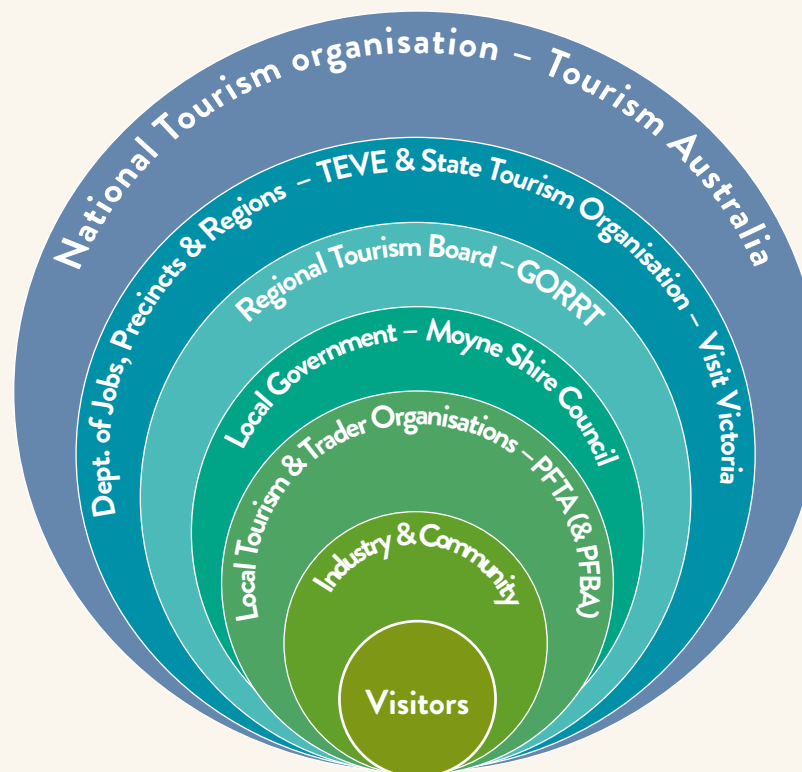 National Tourism organisation – Tourism Australia
Dept. of Jobs, Precincts & Regions – TEVE & State Tourism Organisation – Visit Victoria
Regional Tourism Board – GORRT
Local Government – Moyne Shire Council
Local Tourism & Trader Organisations – PFTA (& PFBA)
Industry & Community
Visitors